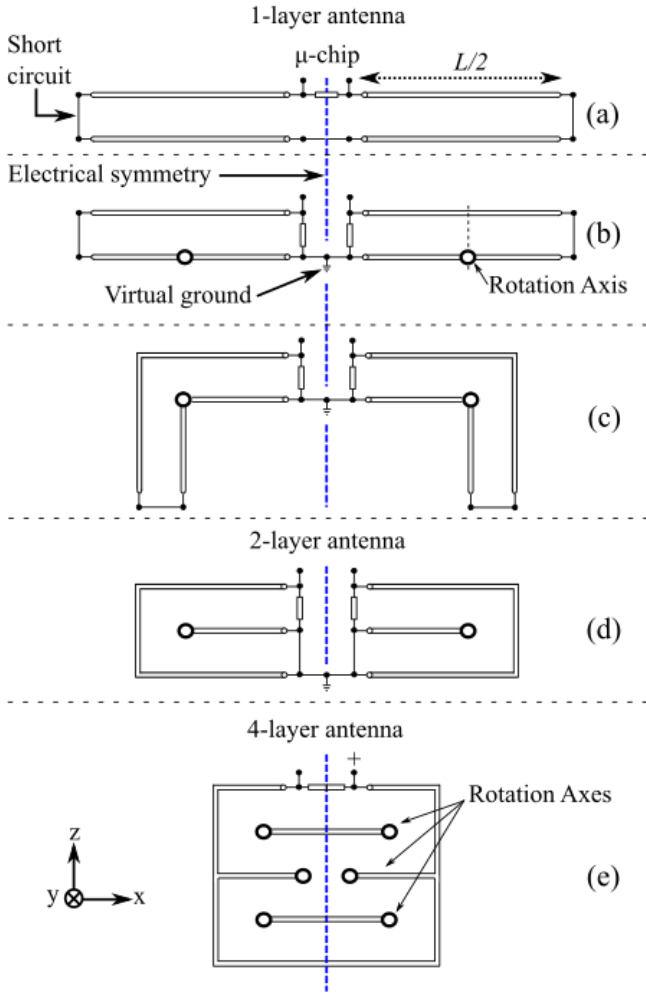 1-layer antenna
Short
circuit
μ-chip
L/2
(a)
Electrical symmetry
(b)
Virtual ground
Rotation Axis
(c)
2-layer antenna
(d)
4-layer antenna
+
Rotation Axes
z
y
x
(e)